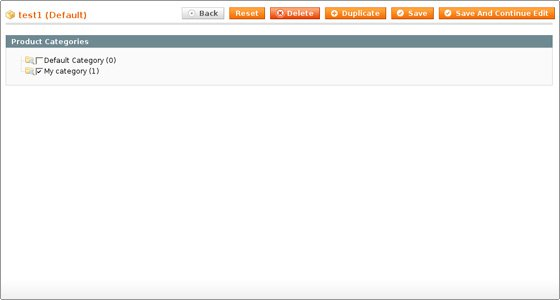 test1 (Default)
Back Reset Delete Duplicate Save Save And Continue Edit
Product Categories
Default Category (0)
My category (1)